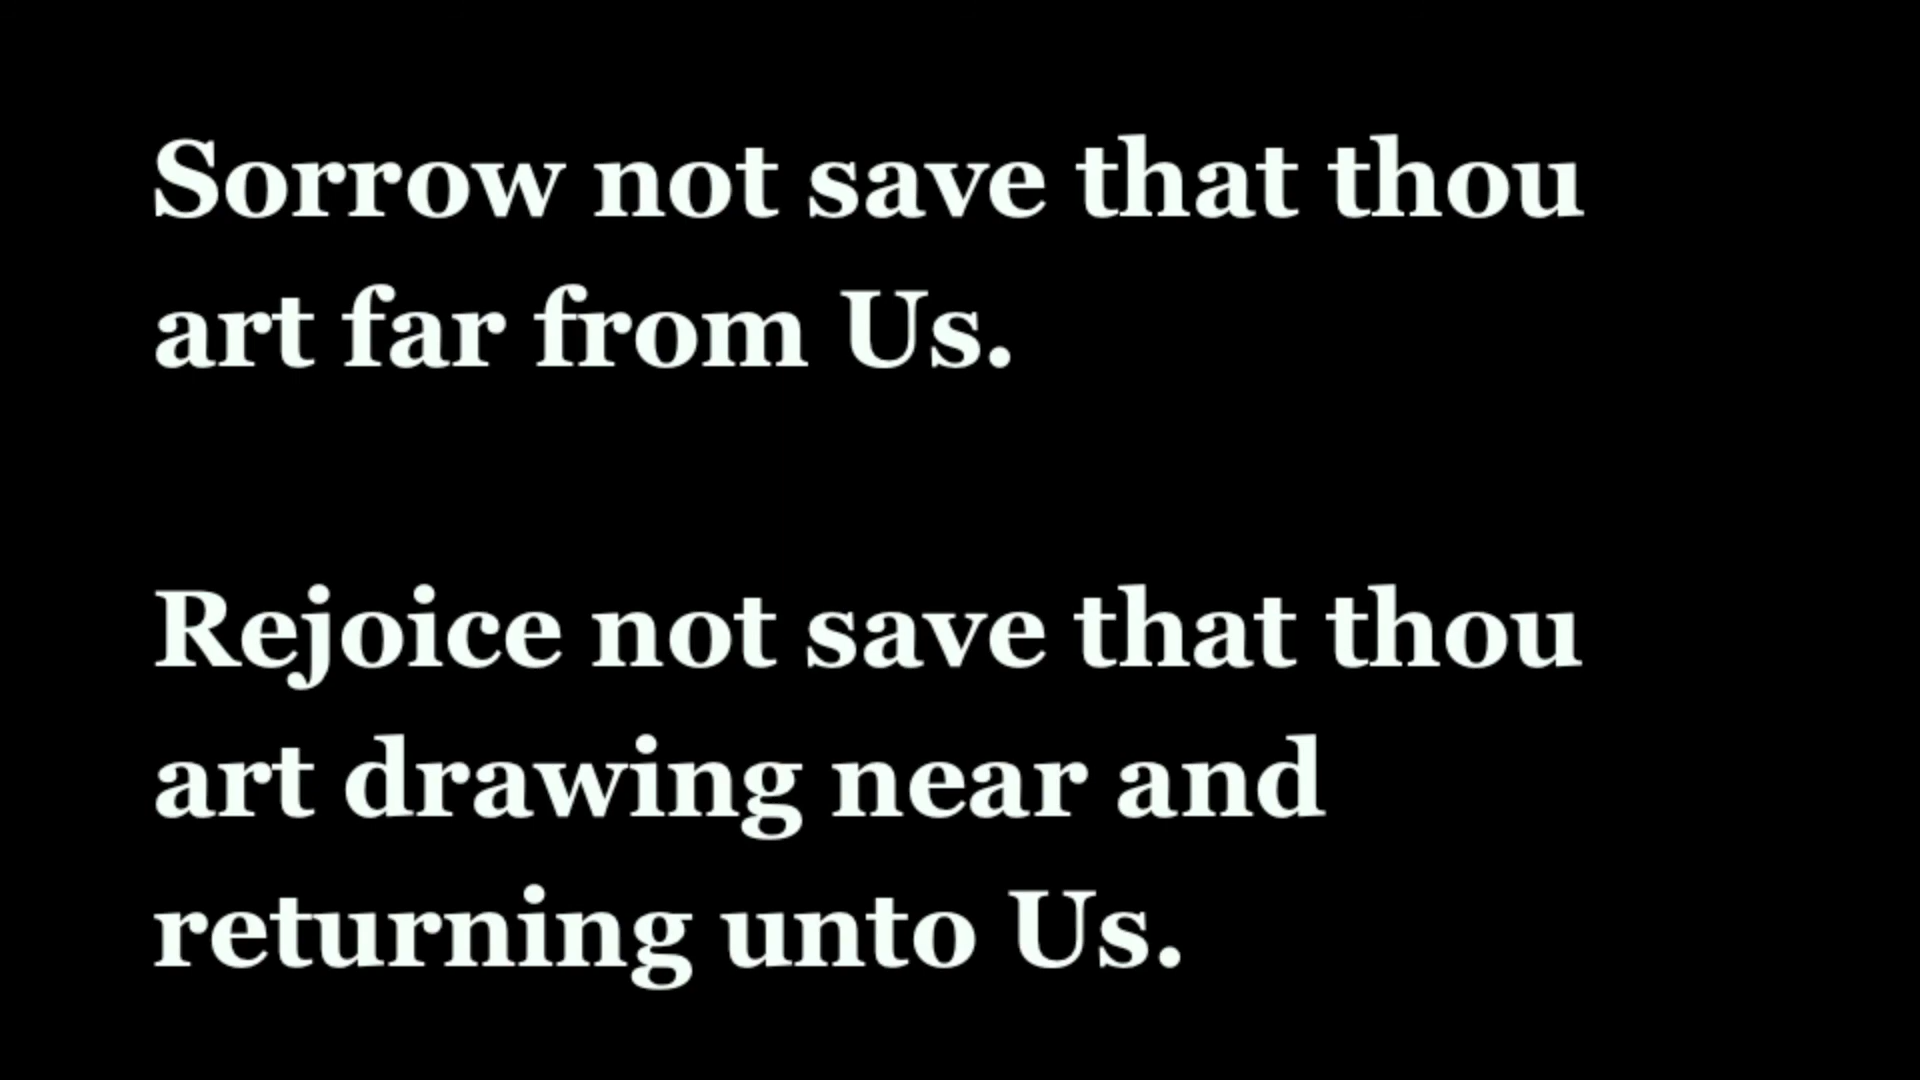 Sorrow not save that thou
art far from Us.
Rejoice not save that thou
art drawing near and
returning unto Us.